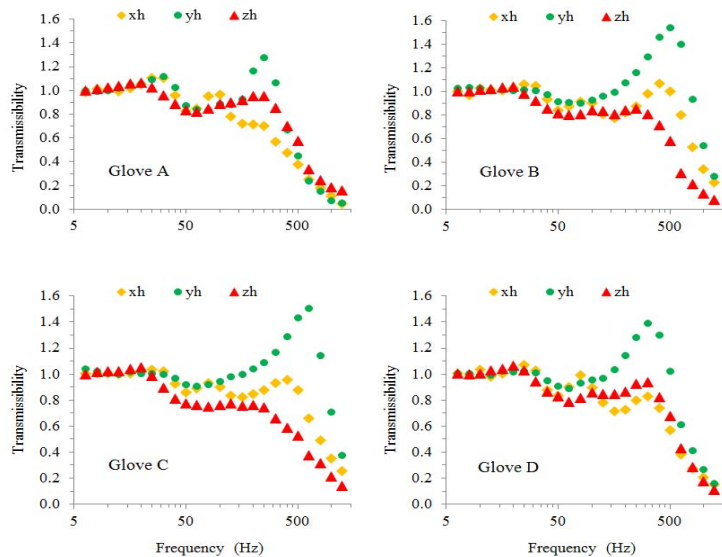 xh yh zh
1.6
1.4
1.2
1.0
0.8
0.6
0.4
0.2
0.0
Transmissibility
Glove A
5 50 500
xh yh zh
1.6
1.4
1.2
1.0
0.8
0.6
0.4
0.2
0.0
Transmissibility
Glove B
5 50 500
xh yh zh
1.6
1.4
1.2
1.0
0.8
0.6
0.4
0.2
0.0
Transmissibility
Glove C
5 50 500
Frequency (Hz)
xh yh zh
1.6
1.4
1.2
1.0
0.8
0.6
0.4
0.2
0.0
Transmissibility
Glove D
5 50 500
Frequency (Hz)